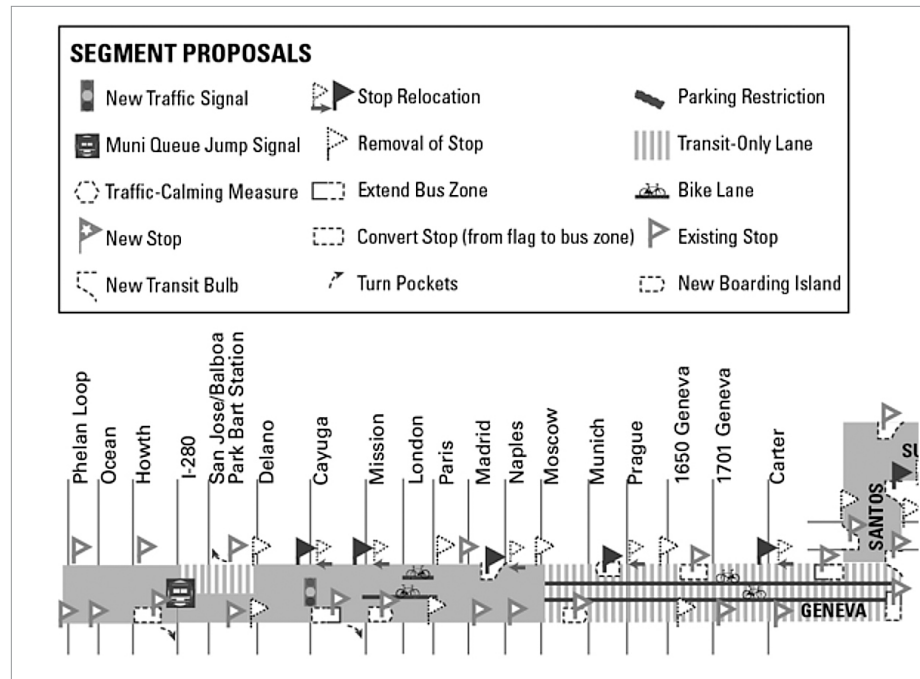 SEGMENT PROPOSALS
New Traffic Signal
Stop Relocation
Parking Restriction
Muni Queue Jump Signal
Removal of Stop
Transit-Only Lane
Traffic-Calming Measure
Extend Bus Zone
Bike Lane
New Stop
Convert Stop (from flag to bus zone)
Existing Stop
New Transit Bulb
Turn Pockets
New Boarding Island
Phelan Loop
Ocean
Howth
I-280
San Jose/Balboa
Park Bart Station
Delano
Cayuga
Mission
London
Paris
Madrid
Naples
Moscow
Munich
Prague
1650 Geneva
1701 Geneva
Carter
SU
SANTOS
GENEVA